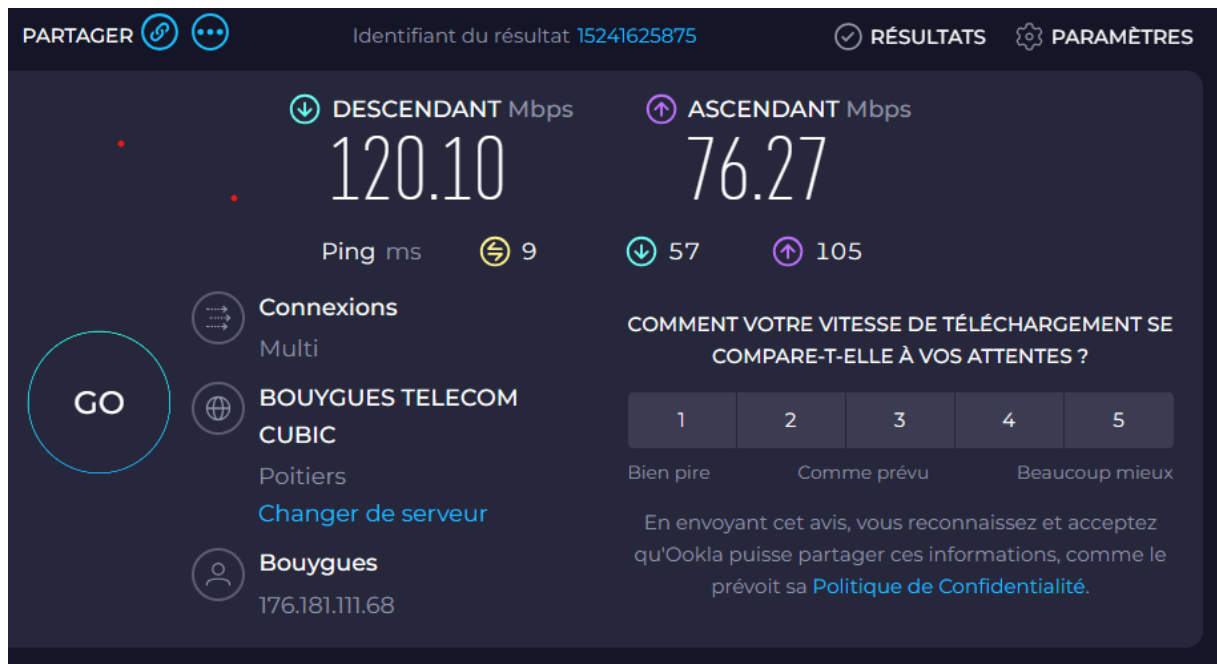 PARTAGER
Identifiant du résultat 15241625875
RÉSULTATS
PARAMÈTRES
DESCENDANT Mbps
120.10
ASCENDANT Mbps
76.27
Ping ms
9
57
105
Connexions
Multi
GO
BOUYGUES TELECOM
CUBIC
Poitiers
Changer de serveur
Bouygues
176.181.111.68
COMMENT VOTRE VITESSE DE TÉLÉCHARGEMENT SE
COMPARE-T-ELLE À VOS ATTENTES ?
1
2
3
4
5
Bien pire
Comme prévu
Beaucoup mieux
En envoyant cet avis, vous reconnaissez et acceptez
qu'Ookla puisse partager ces informations, comme le
prévoit sa Politique de Confidentialité.